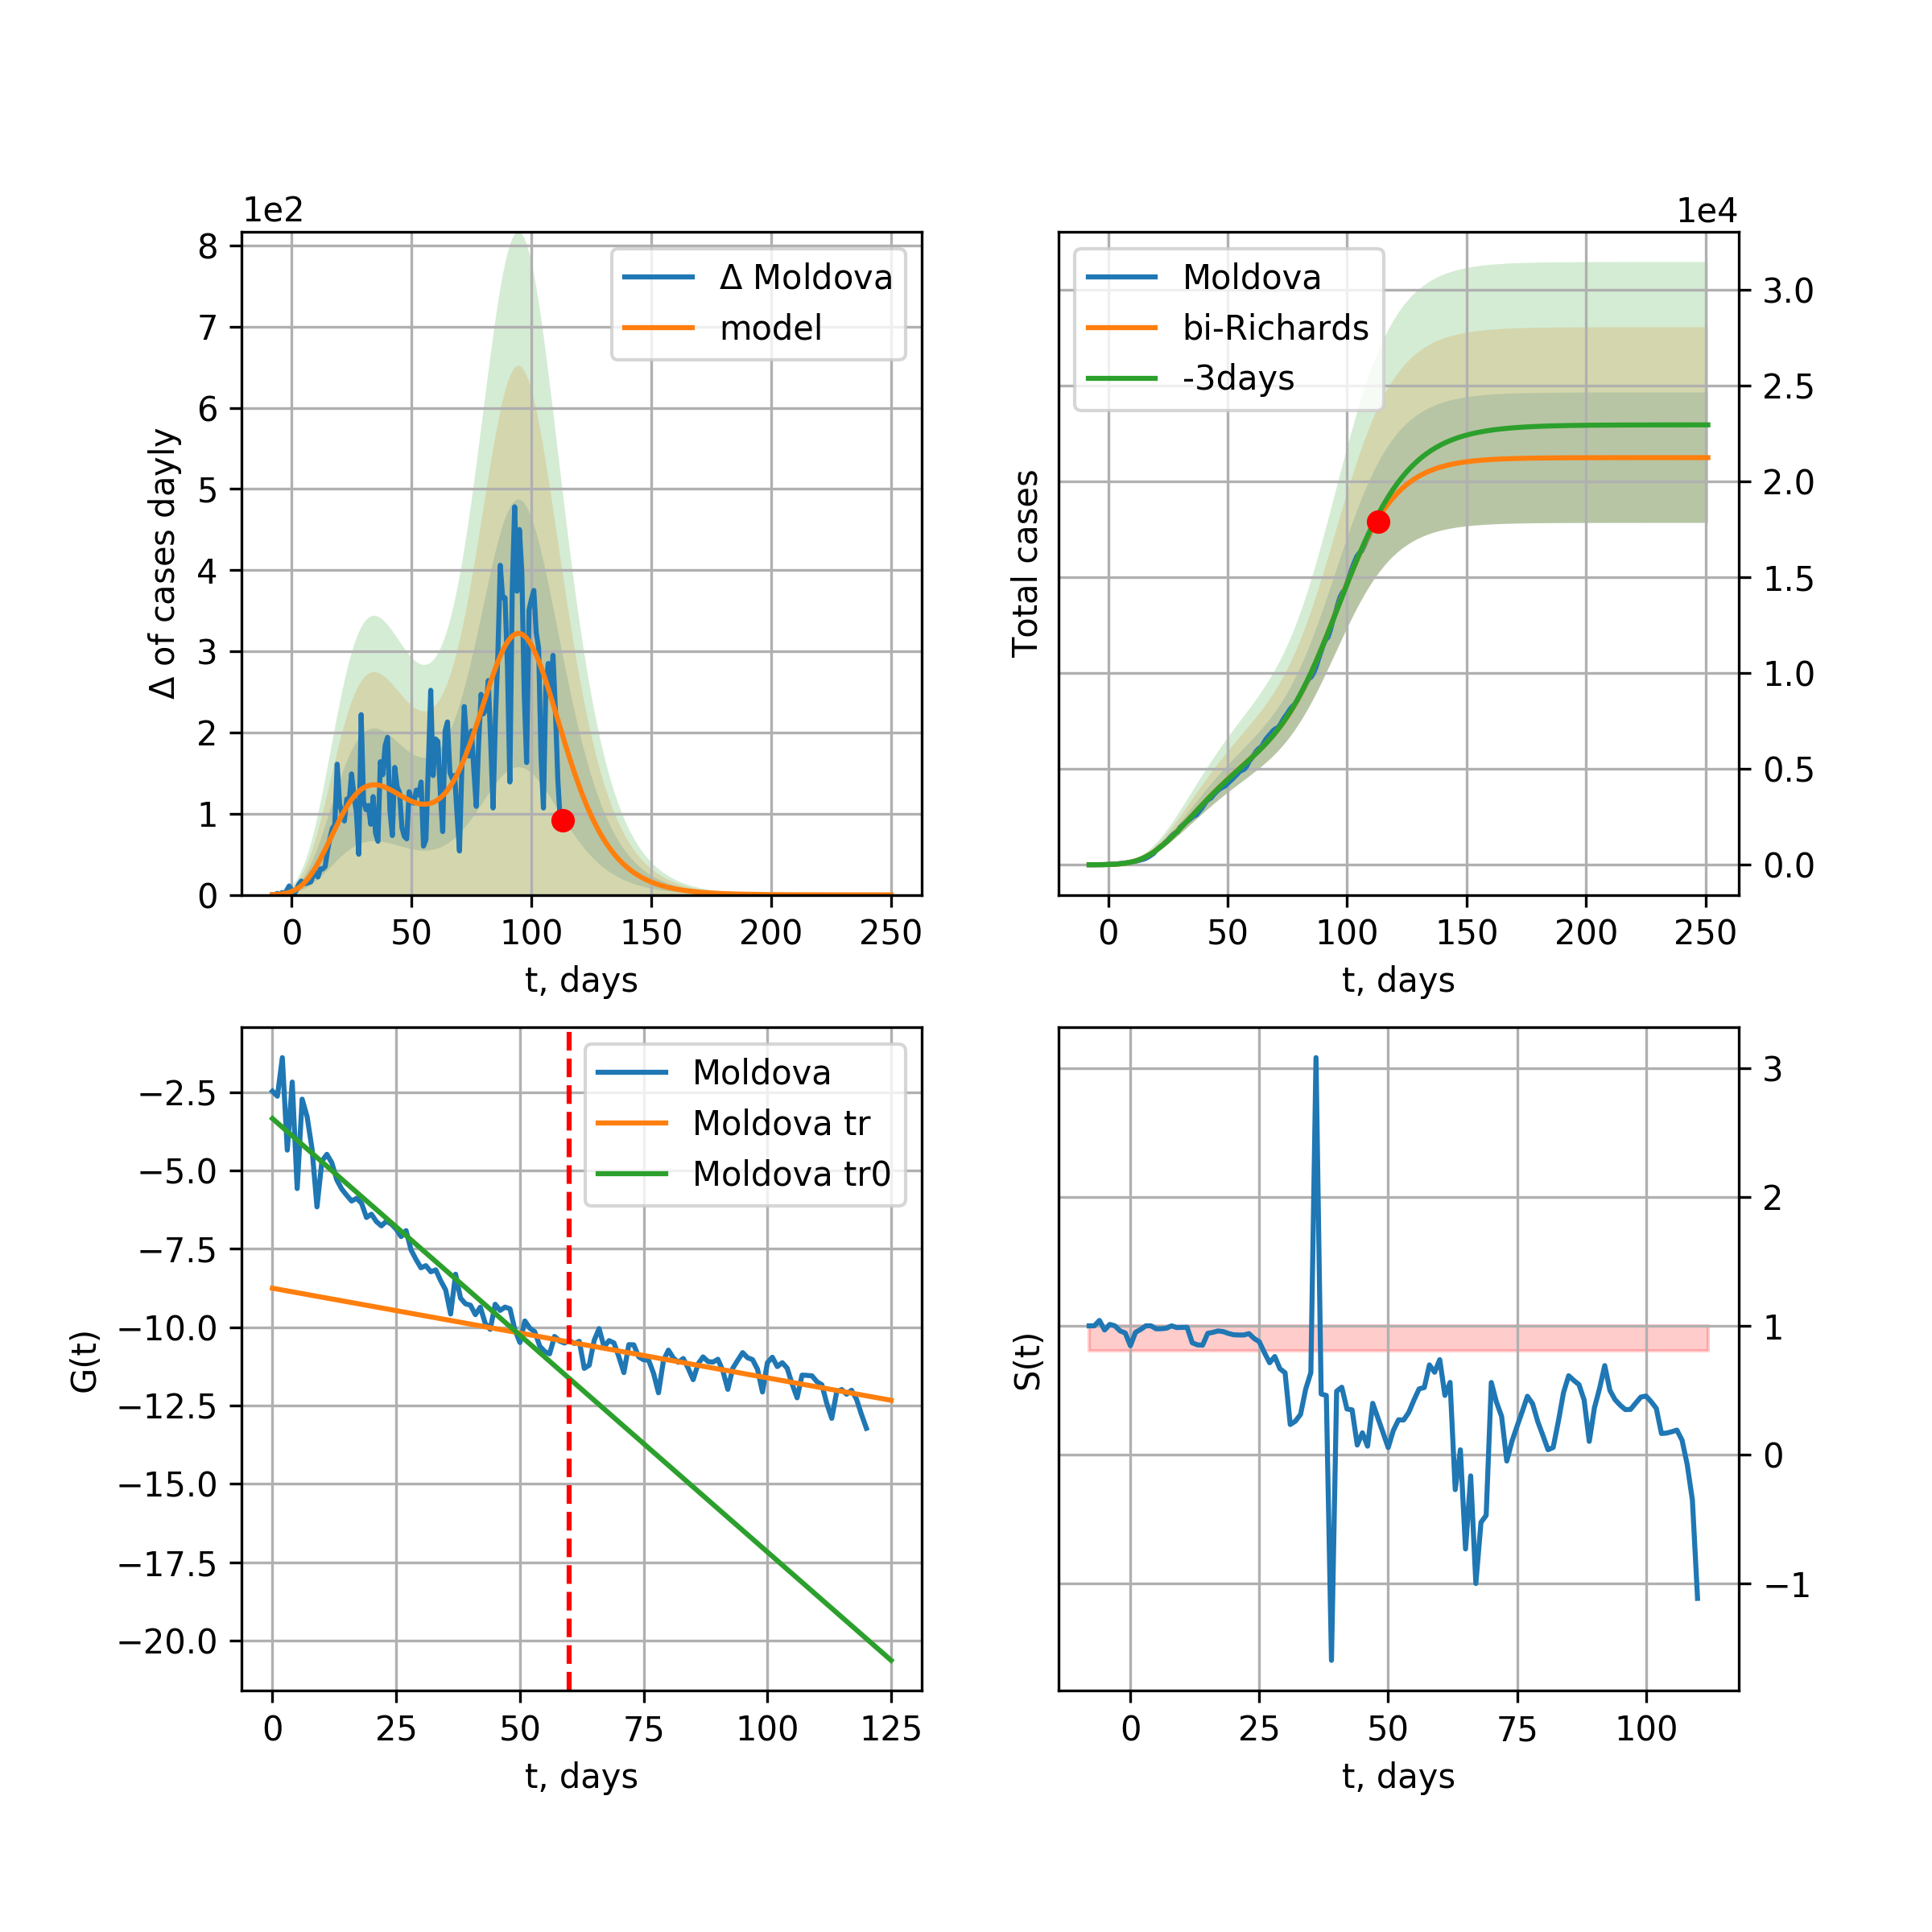 1e2
8
7
6
5
4
3
2
1
0
Δ of cases dayly
Δ Moldova
model
0 50 100 150 200 250
t, days
1e4
Moldova
bi-Richards
-3days
3.0
2.5
2.0
1.5
1.0
0.5
0.0
Total cases
0 50 100 150 200 250
t, days
−2.5
−5.0
−7.5
−10.0
−12.5
−15.0
−17.5
−20.0
G(t)
Moldova
Moldova tr
Moldova tr0
0 25 50 75 100 125
t, days
3
2
1
0
−1
S(t)
0 25 50 75 100
t, days